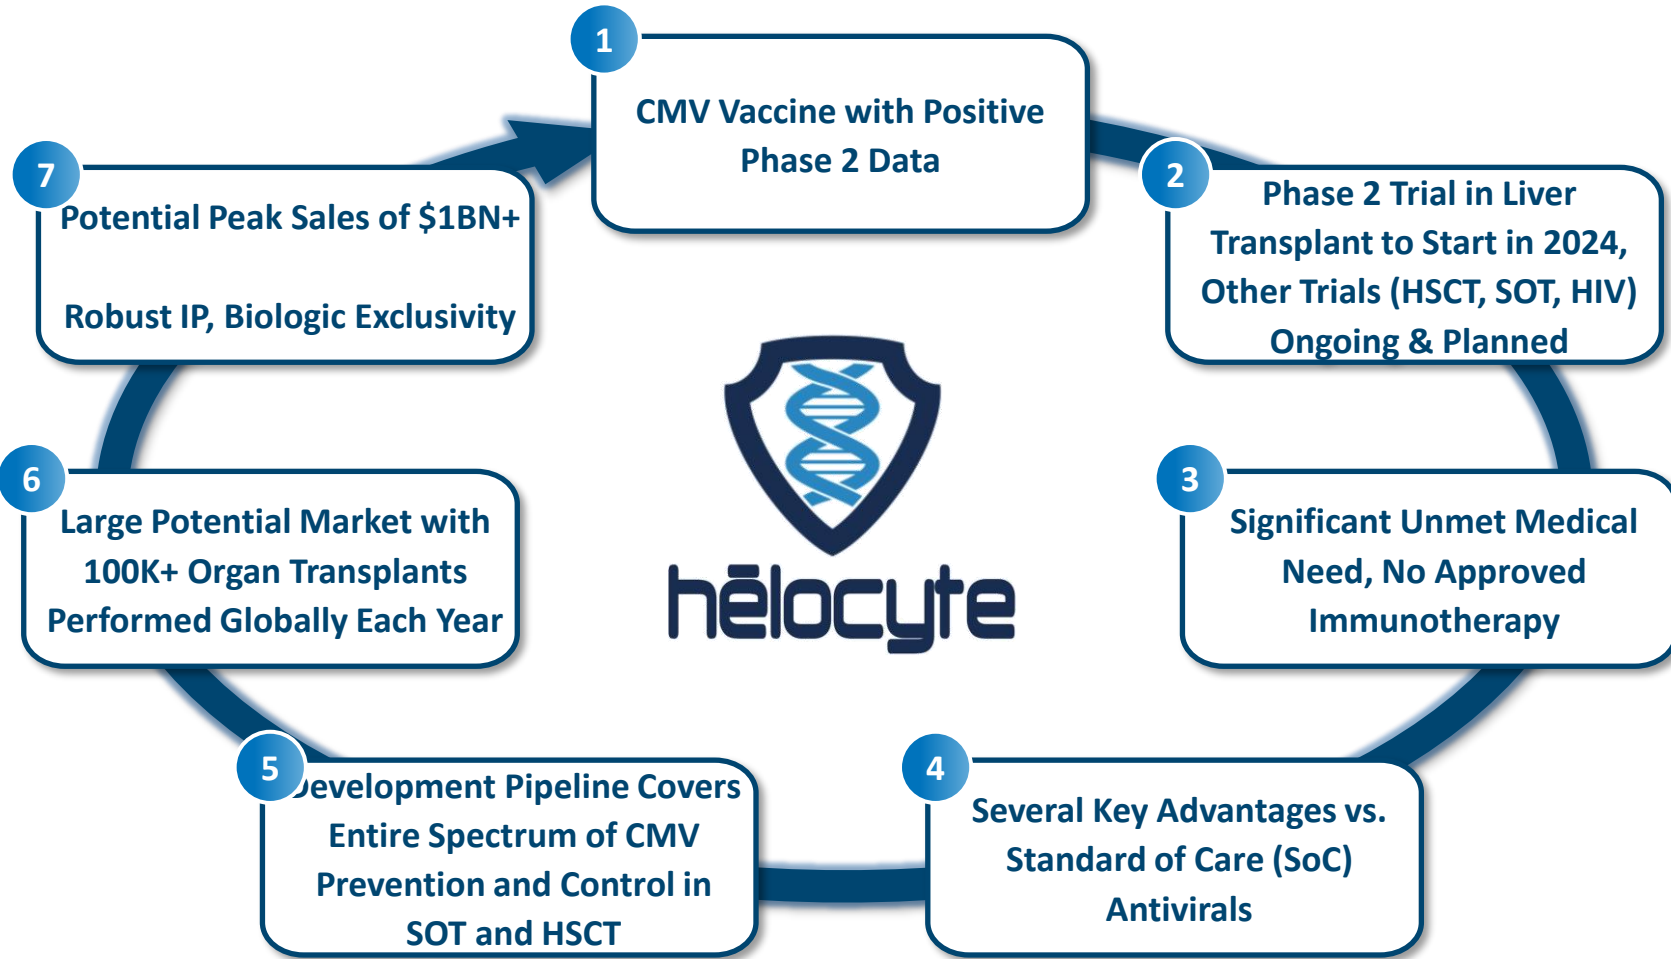 1
CMV Vaccine with Positive
Phase 2 Data
2
Phase 2 Trial in Liver
Transplant to Start in 2024,
Other Trials (HSCT, SOT, HIV)
Ongoing & Planned
3
Significant Unmet Medical
Need, No Approved
Immunotherapy
4
Several Key Advantages vs.
Standard of Care (SoC)
Antivirals
5
Development Pipeline Covers
Entire Spectrum of CMV
Prevention and Control in
SOT and HSCT
6
Large Potential Market with
100K+ Organ Transplants
Performed Globally Each Year
7
Potential Peak Sales of $1BN+
Robust IP, Biologic Exclusivity
hēlocyte